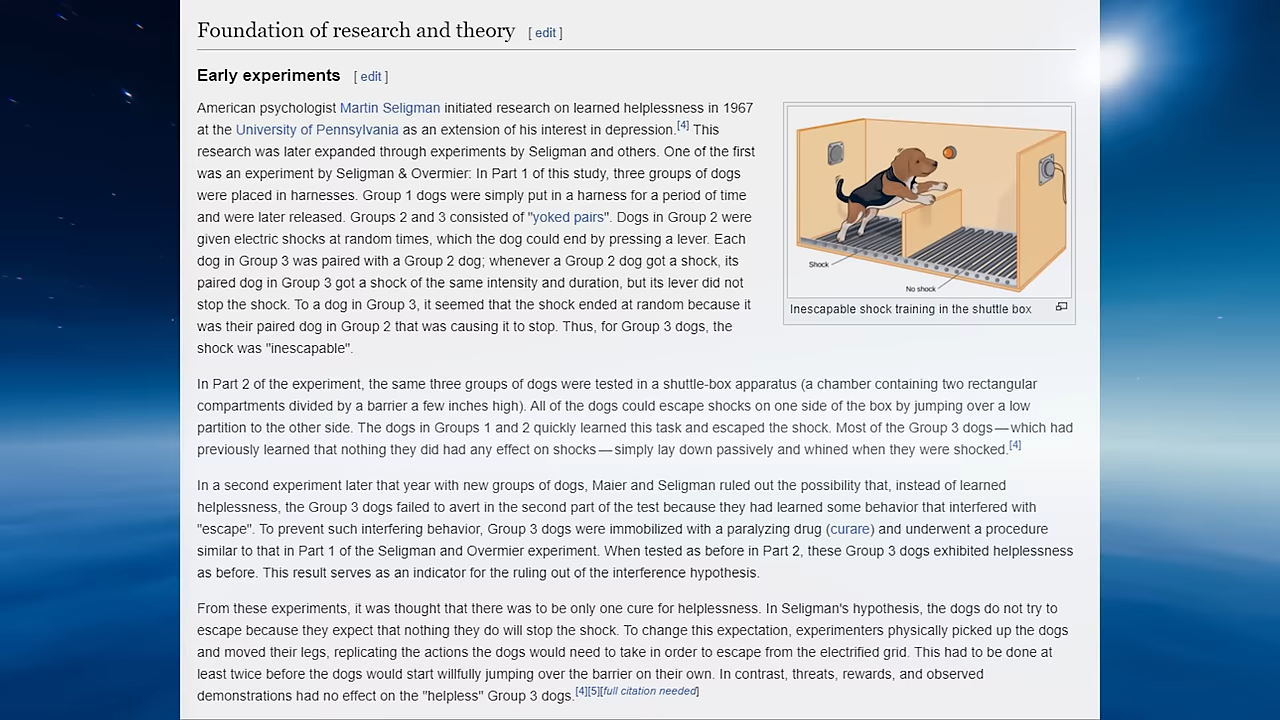 Foundation of research and theory [ edit ]
Early experiments [ edit ]
American psychologist Martin Seligman initiated research on learned helplessness in 1967
at the University of Pennsylvania as an extension of his interest in depression.[4] This
research was later expanded through experiments by Seligman and others. One of the first
was an experiment by Seligman & Overmier: In Part 1 of this study, three groups of dogs
were placed in harnesses. Group 1 dogs were simply put in a harness for a period of time
and were later released. Groups 2 and 3 consisted of "yoked pairs". Dogs in Group 2 were
given electric shocks at random times, which the dog could end by pressing a lever. Each
dog in Group 3 was paired with a Group 2 dog; whenever a Group 2 dog got a shock, its
paired dog in Group 3 got a shock of the same intensity and duration, but its lever did not
stop the shock. To a dog in Group 3, it seemed that the shock ended at random because it
was their paired dog in Group 2 that was causing it to stop. Thus, for Group 3 dogs, the
shock was "inescapable".
Shock
No shock
Inescapable shock training in the shuttle box
In Part 2 of the experiment, the same three groups of dogs were tested in a shuttle-box apparatus (a chamber containing two rectangular
compartments divided by a barrier a few inches high). All of the dogs could escape shocks on one side of the box by jumping over a low
partition to the other side. The dogs in Groups 1 and 2 quickly learned this task and escaped the shock. Most of the Group 3 dogs — which had
previously learned that nothing they did had any effect on shocks — simply lay down passively and whined when they were shocked.[4]
In a second experiment later that year with new groups of dogs, Maier and Seligman ruled out the possibility that, instead of learned
helplessness, the Group 3 dogs failed to avert in the second part of the test because they had learned some behavior that interfered with
"escape". To prevent such interfering behavior, Group 3 dogs were immobilized with a paralyzing drug (curare) and underwent a procedure
similar to that in Part 1 of the Seligman and Overmier experiment. When tested as before in Part 2, these Group 3 dogs exhibited helplessness
as before. This result serves as an indicator for the ruling out of the interference hypothesis.
From these experiments, it was thought that there was to be only one cure for helplessness. In Seligman's hypothesis, the dogs do not try to
escape because they expect that nothing they do will stop the shock. To change this expectation, experimenters physically picked up the dogs
and moved their legs, replicating the actions the dogs would need to take in order to escape from the electrified grid. This had to be done at
least twice before the dogs would start willfully jumping over the barrier on their own. In contrast, threats, rewards, and observed
demonstrations had no effect on the "helpless" Group 3 dogs.[4][5][full citation needed]